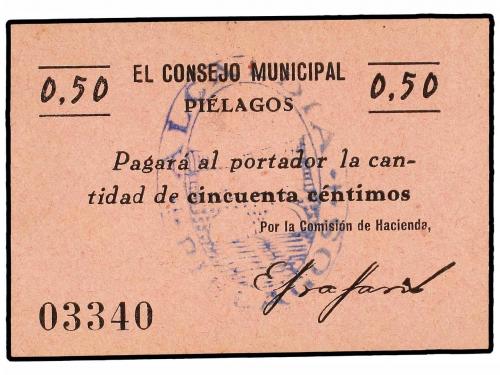 0,50 EL CONSEJO MUNICIPAL 0,50
PIÉLAGOS
Pagará al portador la can-
tidad de cincuenta céntimos
Por la Comisión de Hacienda,
03340